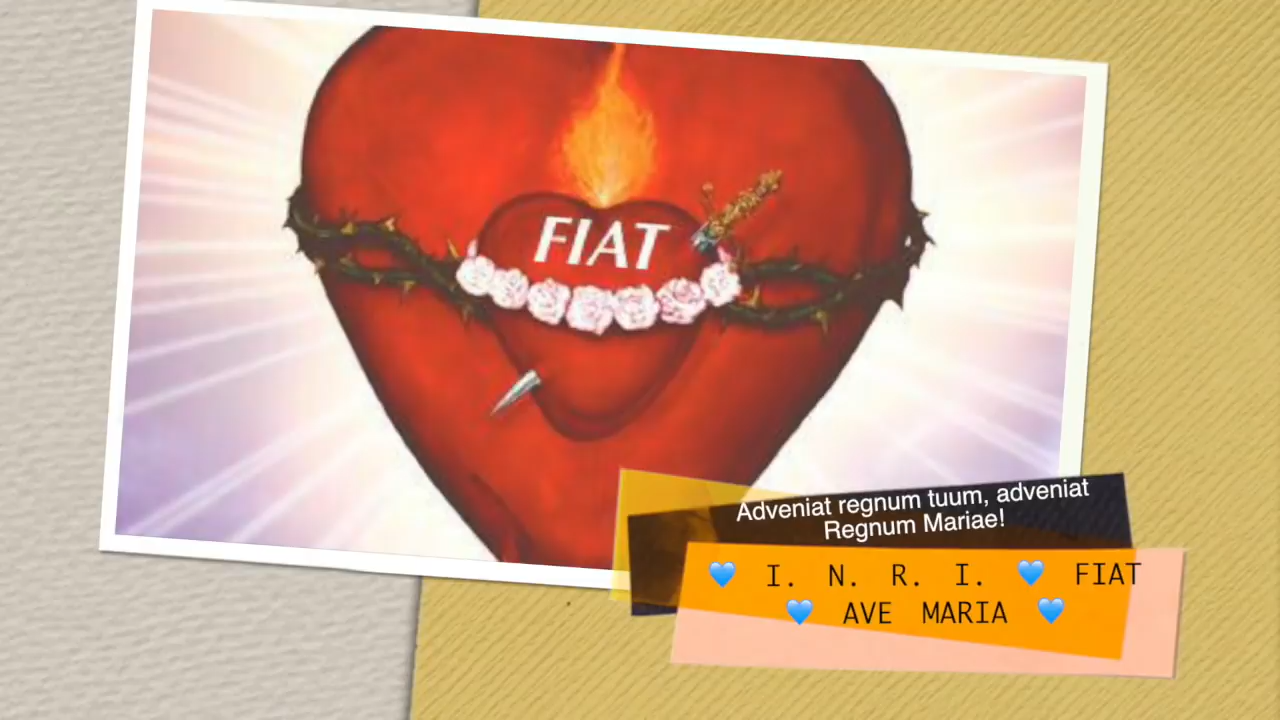 FIAT
Adveniat regnum tuum, adveniat
Regnum Mariae!
💙 I. N. R. I. 💙 FIAT
💙 AVE MARIA 💙